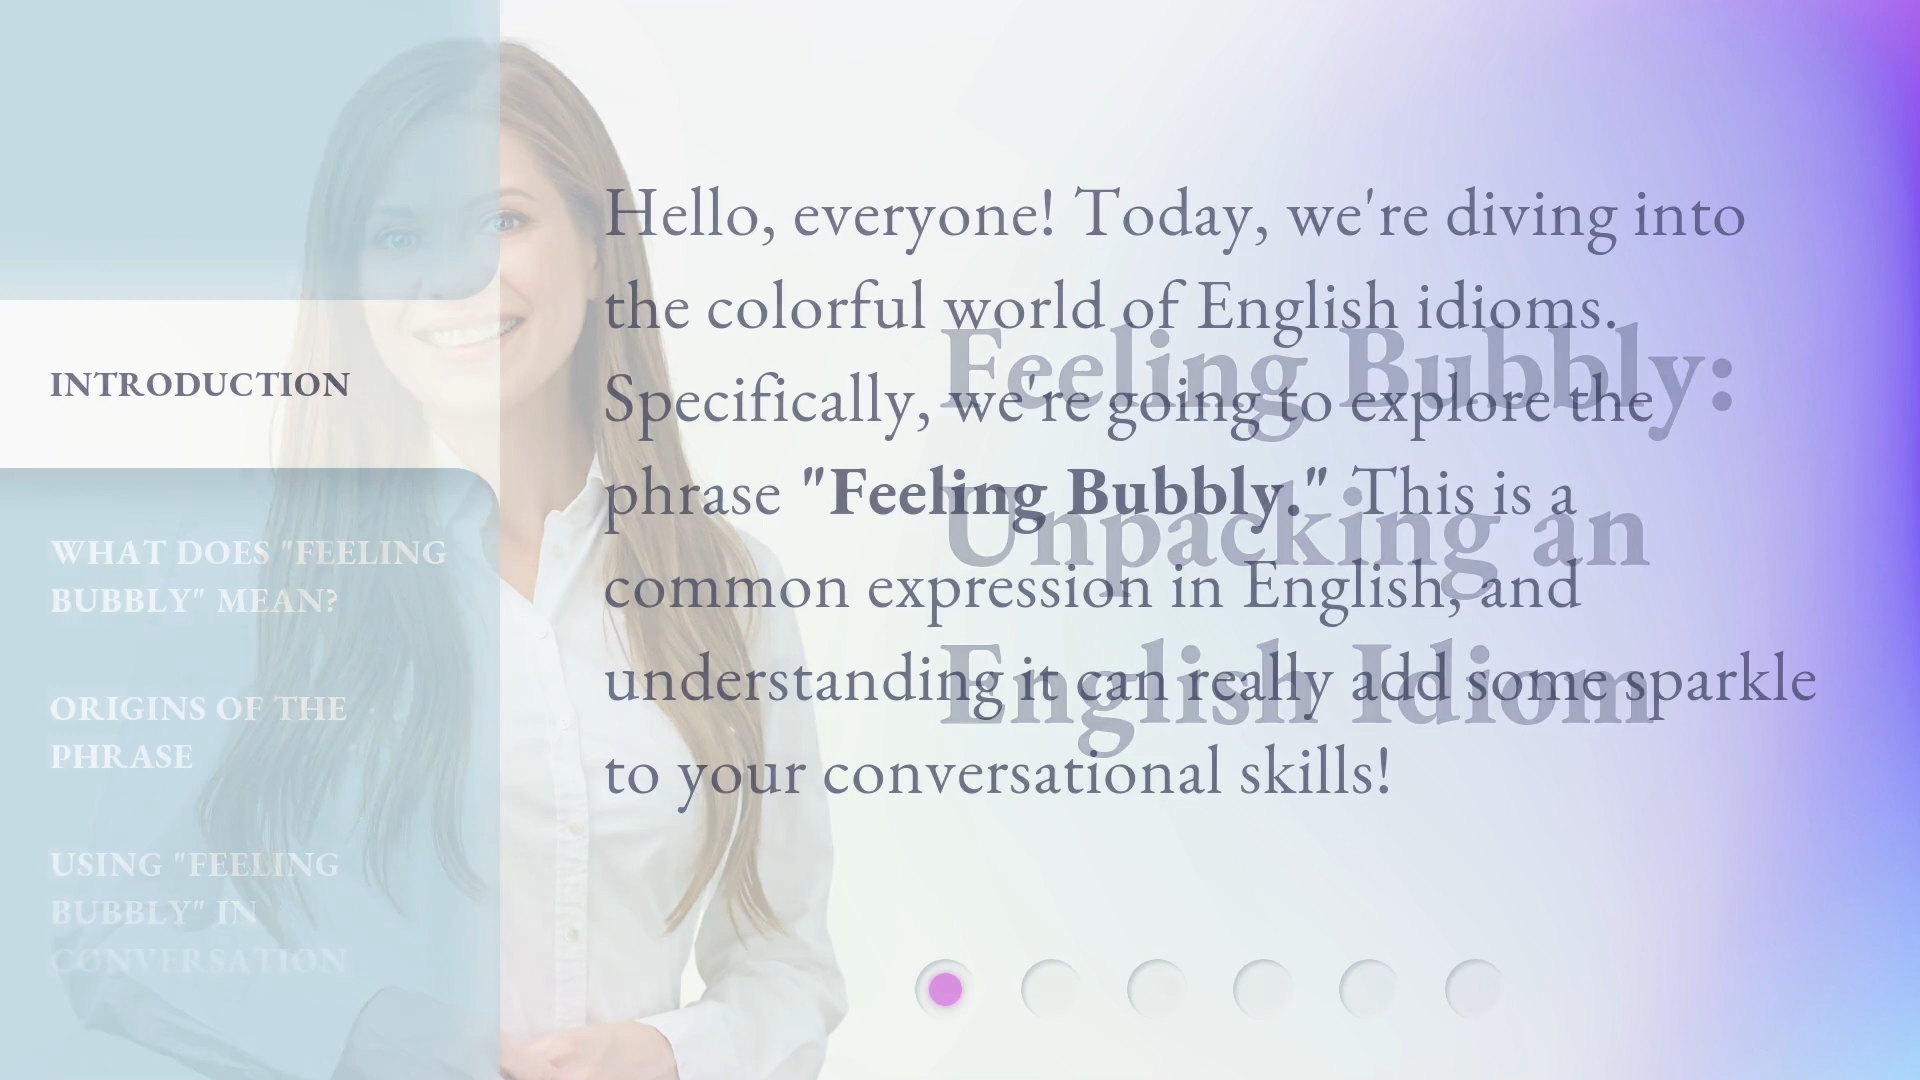 INTRODUCTION
WHAT DOES "FEELING
BUBBLY" MEAN?
ORIGINS OF THE
PHRASE
USING "FEELING
BUBBLY" IN
CONVERSATION
Hello, everyone! Today, we're diving into
the colorful world of English idioms.
Specifically, we're going to explore the
phrase "Feeling Bubbly." This is a
common expression in English, and
understanding it can really add some sparkle
to your conversational skills!
Feeling Bubbly:
Unpacking an
English Idiom